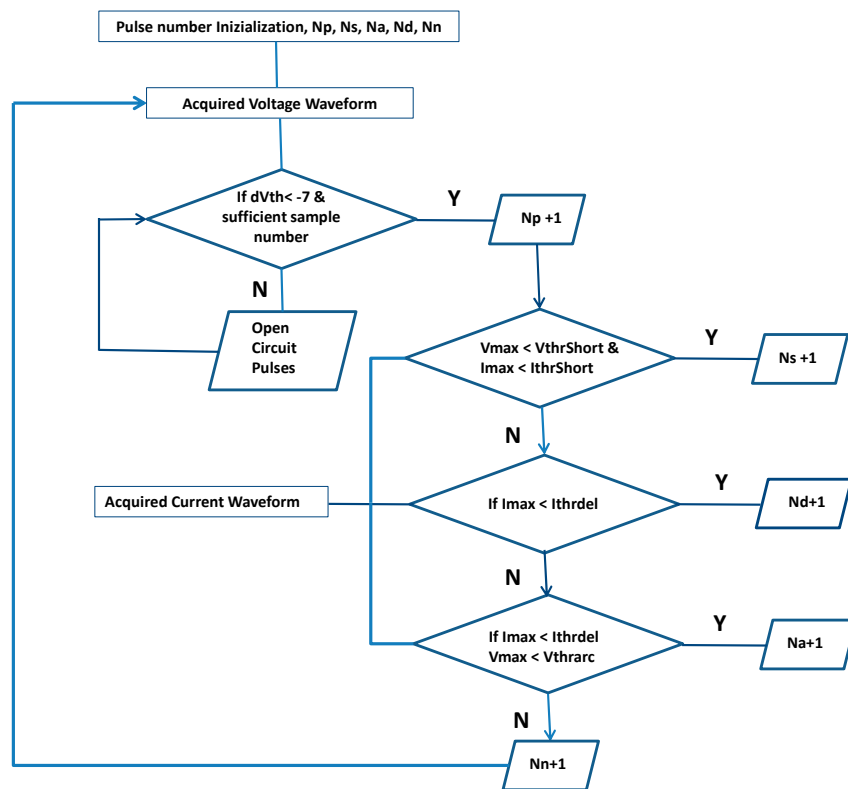 Pulse number Inizialization, Np, Ns, Na, Nd, Nn
Acquired Voltage Waveform
If dVth< -7 &
sufficient sample
number
Y
Np +1
N
Open
Circuit
Pulses
Vmax < VthrShort &
Imax < IthrShort
Y
Ns +1
N
Acquired Current Waveform
If Imax < Ithrdel
Y
Nd+1
N
If Imax < Ithrdel
Vmax < Vthrarc
Y
Na+1
N
Nn+1